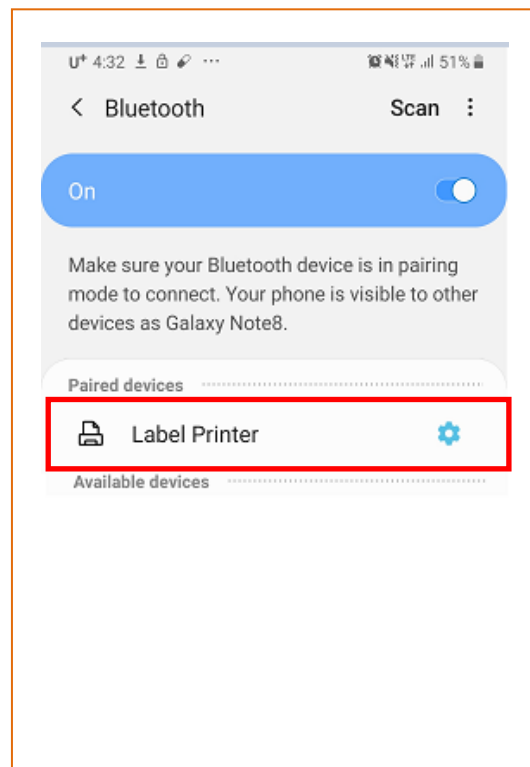 U+ 4:32 51%
Bluetooth Scan
On
Make sure your Bluetooth device is in pairing
mode to connect. Your phone is visible to other
devices as Galaxy Note8.
Paired devices
Label Printer
Available devices